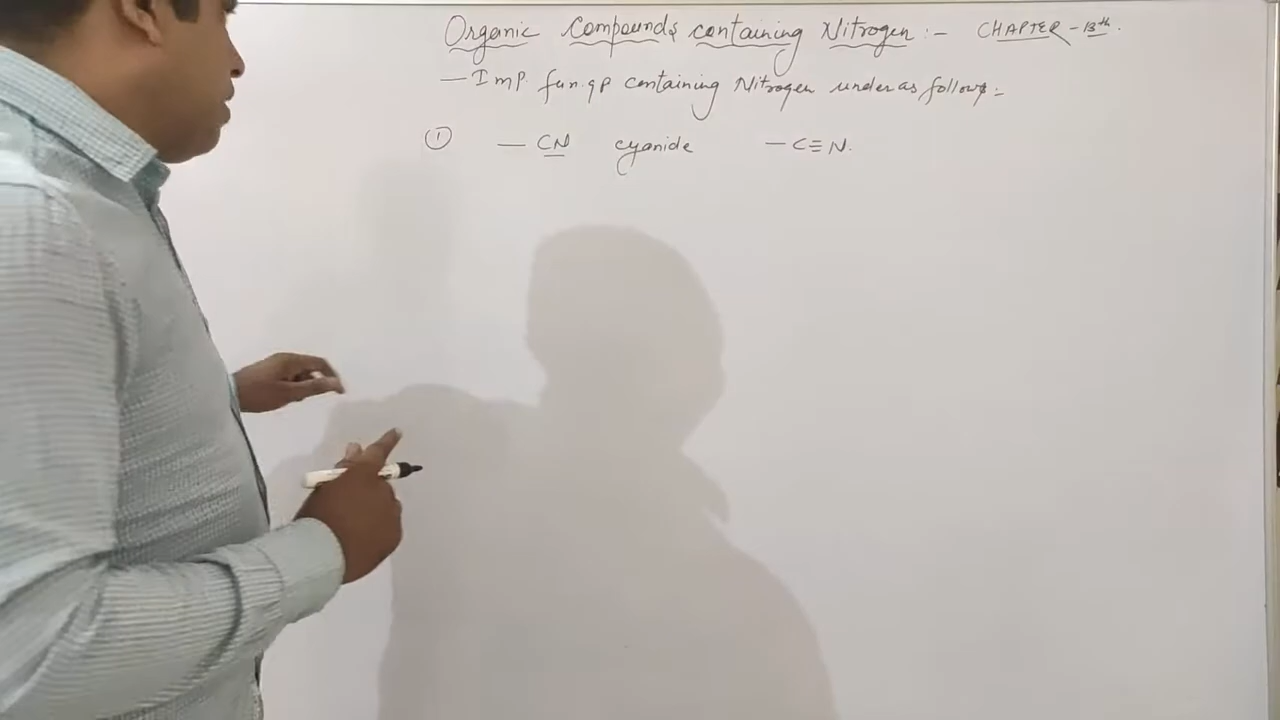 Organic Compounds containing Nitrogen :- CHAPTER - 13th.
— Imp. fun. gp containing Nitrogen under as follows :-
① — CN cyanide — C≡N.